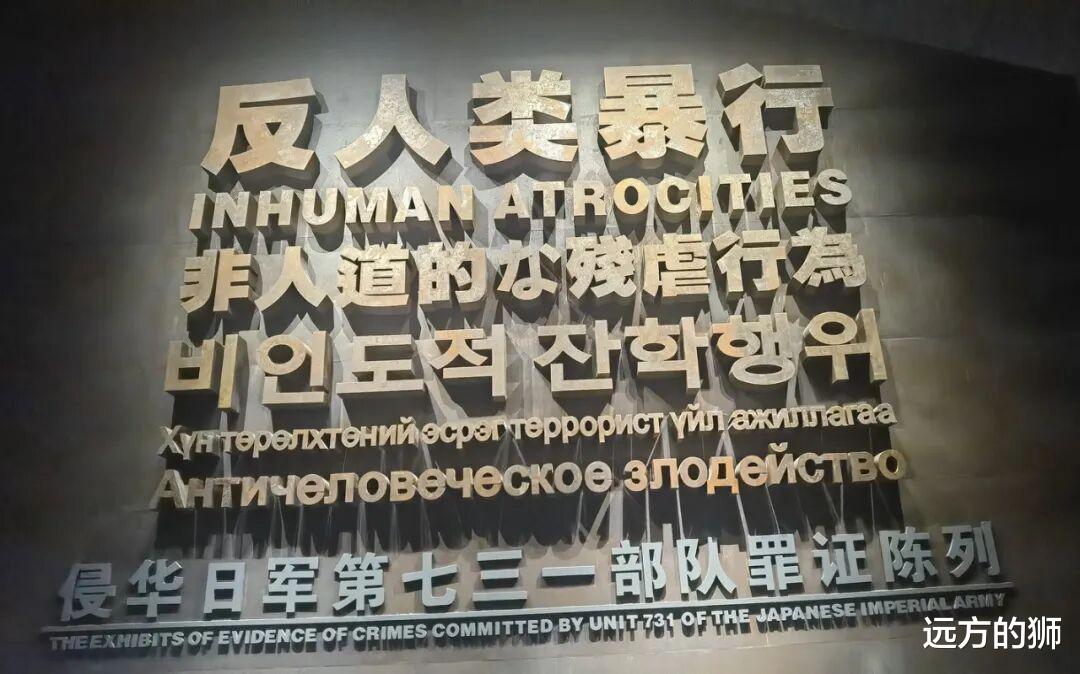 反人类暴行
INHUMAN ATROCITIES
非人道的な残虐行為
비인도적 잔학행위
Хүн төрөлхтөний эсрэг террорист үйл ажиллагаа
Античеловеческое злодейство
侵华日军第七三一部队罪证陈列
THE EXHIBITS OF EVIDENCE OF CRIMES COMMITTED BY UNIT 731 OF THE JAPANESE IMPERIAL ARMY
远方的狮